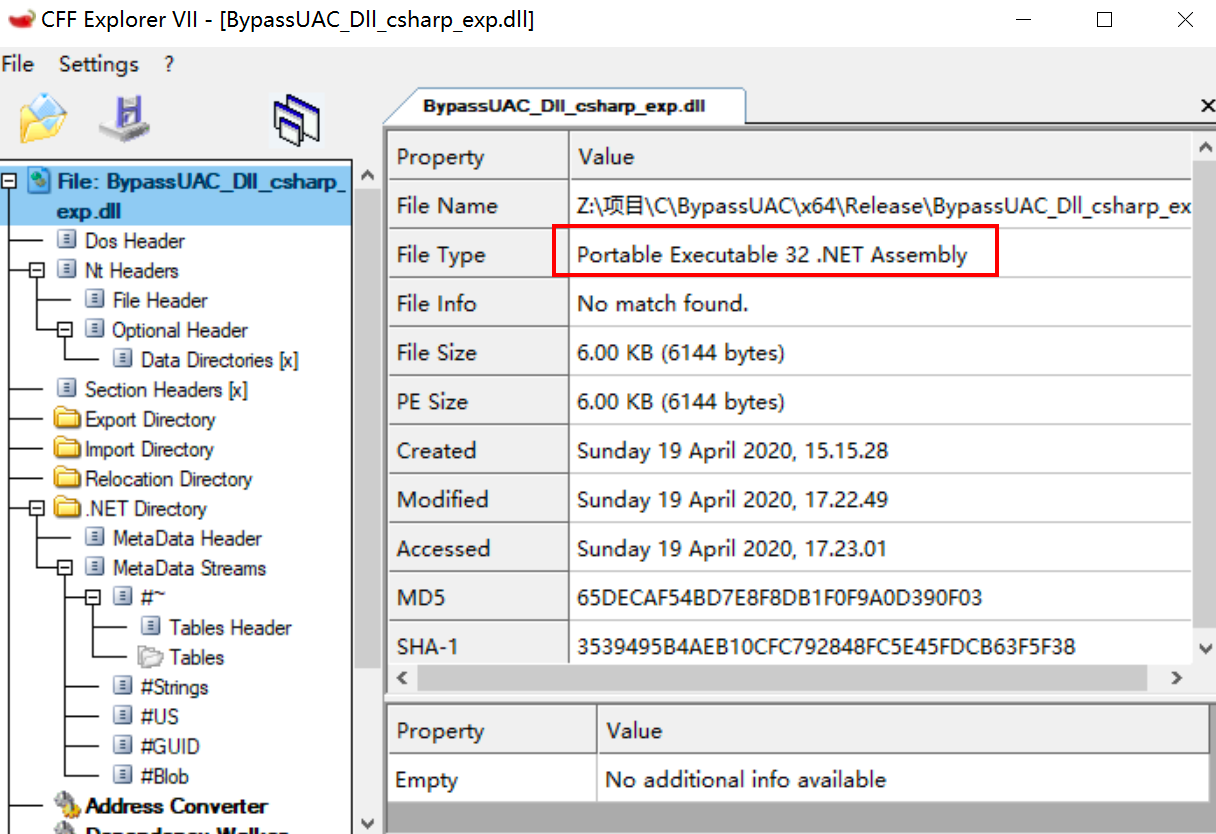 CFF Explorer VII - [BypassUAC_Dll_csharp_exp.dll]
File Settings ?
BypassUAC_Dll_csharp_exp.dll
File: BypassUAC_Dll_csharp_
exp.dll
Dos Header
Nt Headers
File Header
Optional Header
Data Directories [x]
Section Headers [x]
Export Directory
Import Directory
Relocation Directory
.NET Directory
MetaData Header
MetaData Streams
#~
Tables Header
Tables
#Strings
#US
#GUID
#Blob
Address Converter
Dependency Walker
Property Value
File Name Z:\项目\C\BypassUAC\x64\Release\BypassUAC_Dll_csharp_ex
File Type Portable Executable 32 .NET Assembly
File Info No match found.
File Size 6.00 KB (6144 bytes)
PE Size 6.00 KB (6144 bytes)
Created Sunday 19 April 2020, 15.15.28
Modified Sunday 19 April 2020, 17.22.49
Accessed Sunday 19 April 2020, 17.23.01
MD5 65DECAF54BD7E8F8DB1F0F9A0D390F03
SHA-1 3539495B4AEB10CFC792848FC5E45FDCB63F5F38
Property Value
Empty No additional info available